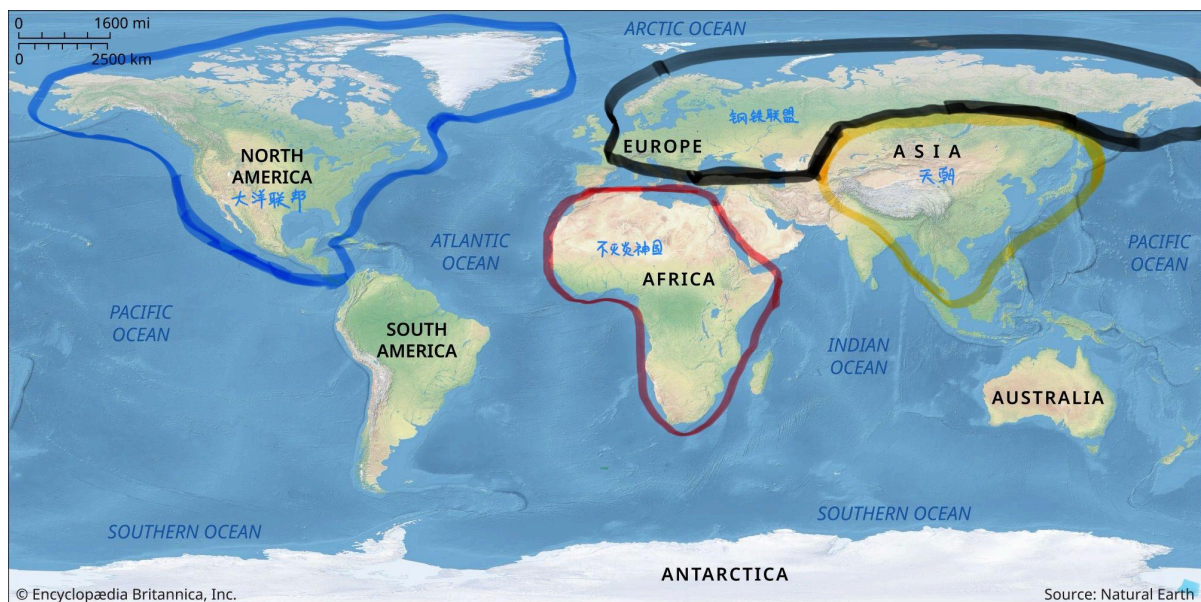 0 1600 mi
0 2500 km
ARCTIC OCEAN
钢铁联盟
EUROPE
NORTH
AMERICA
大洋联邦
ASIA
天朝
ATLANTIC
OCEAN
不灭炎神国
AFRICA
PACIFIC
OCEAN
PACIFIC
OCEAN
SOUTH
AMERICA
INDIAN
OCEAN
AUSTRALIA
SOUTHERN OCEAN
SOUTHERN OCEAN
ANTARCTICA
© Encyclopædia Britannica, Inc.
Source: Natural Earth